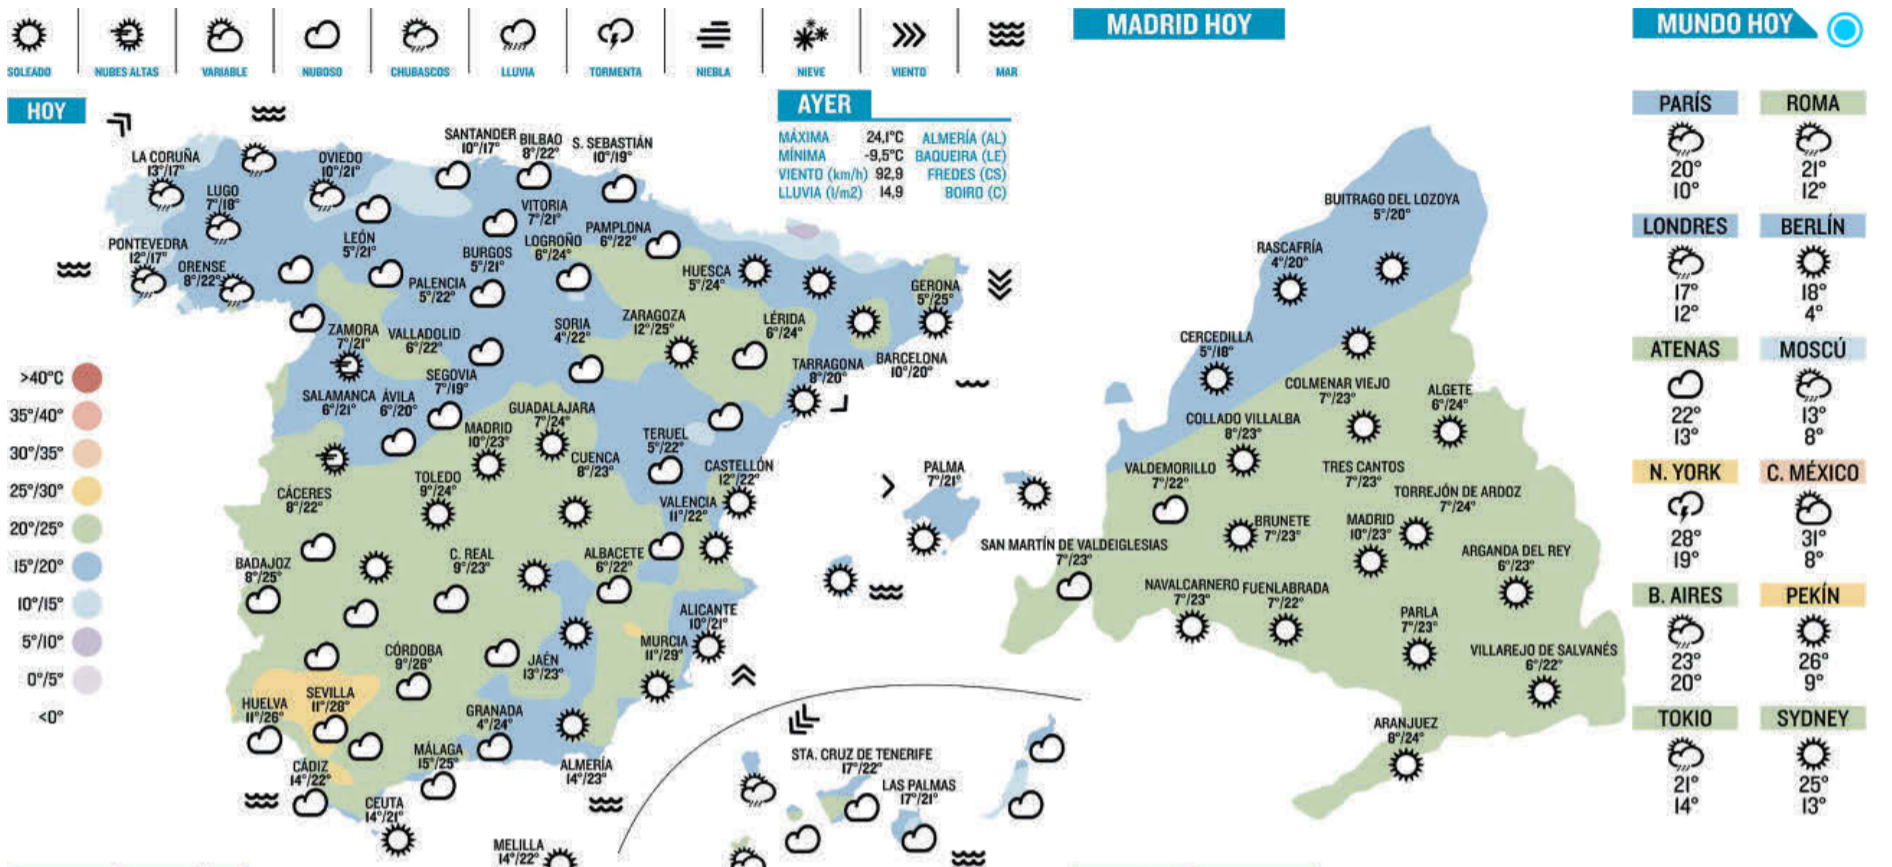 SOLEADO
NUBES ALTAS
VARIABLE
NUBOSO
CHUBASCOS
LLUVIA
TORMENTA
NIEBLA
NIEVE
VIENTO
MAR
HOY
AYER
MÁXIMA 24,1°C ALMERÍA (AL)
MÍNIMA -9,5°C BAQUEIRA (LE)
VIENTO (km/h) 92,9 FREDES (CS)
LLUVIA (l/m2) 14,9 BOIRO (C)
LA CORUÑA
13°/17°
OVIEDO
10°/21°
SANTANDER
10°/17°
BILBAO
8°/22°
S. SEBASTIÁN
10°/19°
LUGO
7°/18°
VITORIA
7°/21°
PAMPLONA
6°/22°
PONTEVEDRA
12°/17°
ORENSE
8°/22°
LEÓN
5°/21°
BURGOS
5°/21°
LOGROÑO
6°/24°
PALENCIA
5°/22°
HUESCA
5°/24°
GERONA
5°/25°
ZAMORA
7°/21°
VALLADOLID
6°/22°
SORIA
4°/22°
ZARAGOZA
12°/25°
LÉRIDA
6°/24°
TARRAGONA
8°/20°
BARCELONA
10°/20°
SALAMANCA
6°/21°
ÁVILA
6°/20°
SEGOVIA
7°/19°
GUADALAJARA
7°/24°
MADRID
10°/23°
TERUEL
5°/22°
CUENCA
8°/23°
CASTELLÓN
12°/22°
CÁCERES
8°/22°
TOLEDO
9°/24°
VALENCIA
11°/22°
PALMA
7°/21°
BADAJOZ
8°/25°
C. REAL
9°/23°
ALBACETE
6°/22°
ALICANTE
10°/21°
CÓRDOBA
9°/26°
JAÉN
13°/23°
MURCIA
11°/29°
HUELVA
11°/26°
SEVILLA
11°/28°
GRANADA
4°/24°
CÁDIZ
14°/22°
MÁLAGA
15°/25°
ALMERÍA
14°/23°
CEUTA
14°/21°
MELILLA
14°/22°
STA. CRUZ DE TENERIFE
17°/22°
LAS PALMAS
17°/21°
>40°C
35°/40°
30°/35°
25°/30°
20°/25°
15°/20°
10°/15°
5°/10°
0°/5°
<0°
MADRID HOY
BUITRAGO DEL LOZOYA
5°/20°
RASCAFRÍA
4°/20°
CERCEDILLA
5°/18°
COLMENAR VIEJO
7°/23°
ALGETE
6°/24°
COLLADO VILLALBA
8°/23°
VALDEMORILLO
7°/22°
TRES CANTOS
7°/23°
TORREJÓN DE ARDOZ
7°/24°
BRUNETE
7°/23°
MADRID
10°/23°
SAN MARTÍN DE VALDEIGLESIAS
7°/23°
ARGANDA DEL REY
6°/23°
NAVALCARNERO
7°/23°
FUENLABRADA
7°/22°
PARLA
7°/23°
VILLAREJO DE SALVANÉS
6°/22°
ARANJUEZ
8°/24°
MUNDO HOY
PARÍS
20°
10°
ROMA
21°
12°
LONDRES
17°
12°
BERLÍN
18°
4°
ATENAS
22°
13°
MOSCÚ
13°
8°
N. YORK
28°
19°
C. MÉXICO
31°
8°
B. AIRES
23°
20°
PEKÍN
26°
9°
TOKIO
21°
14°
SYDNEY
25°
13°